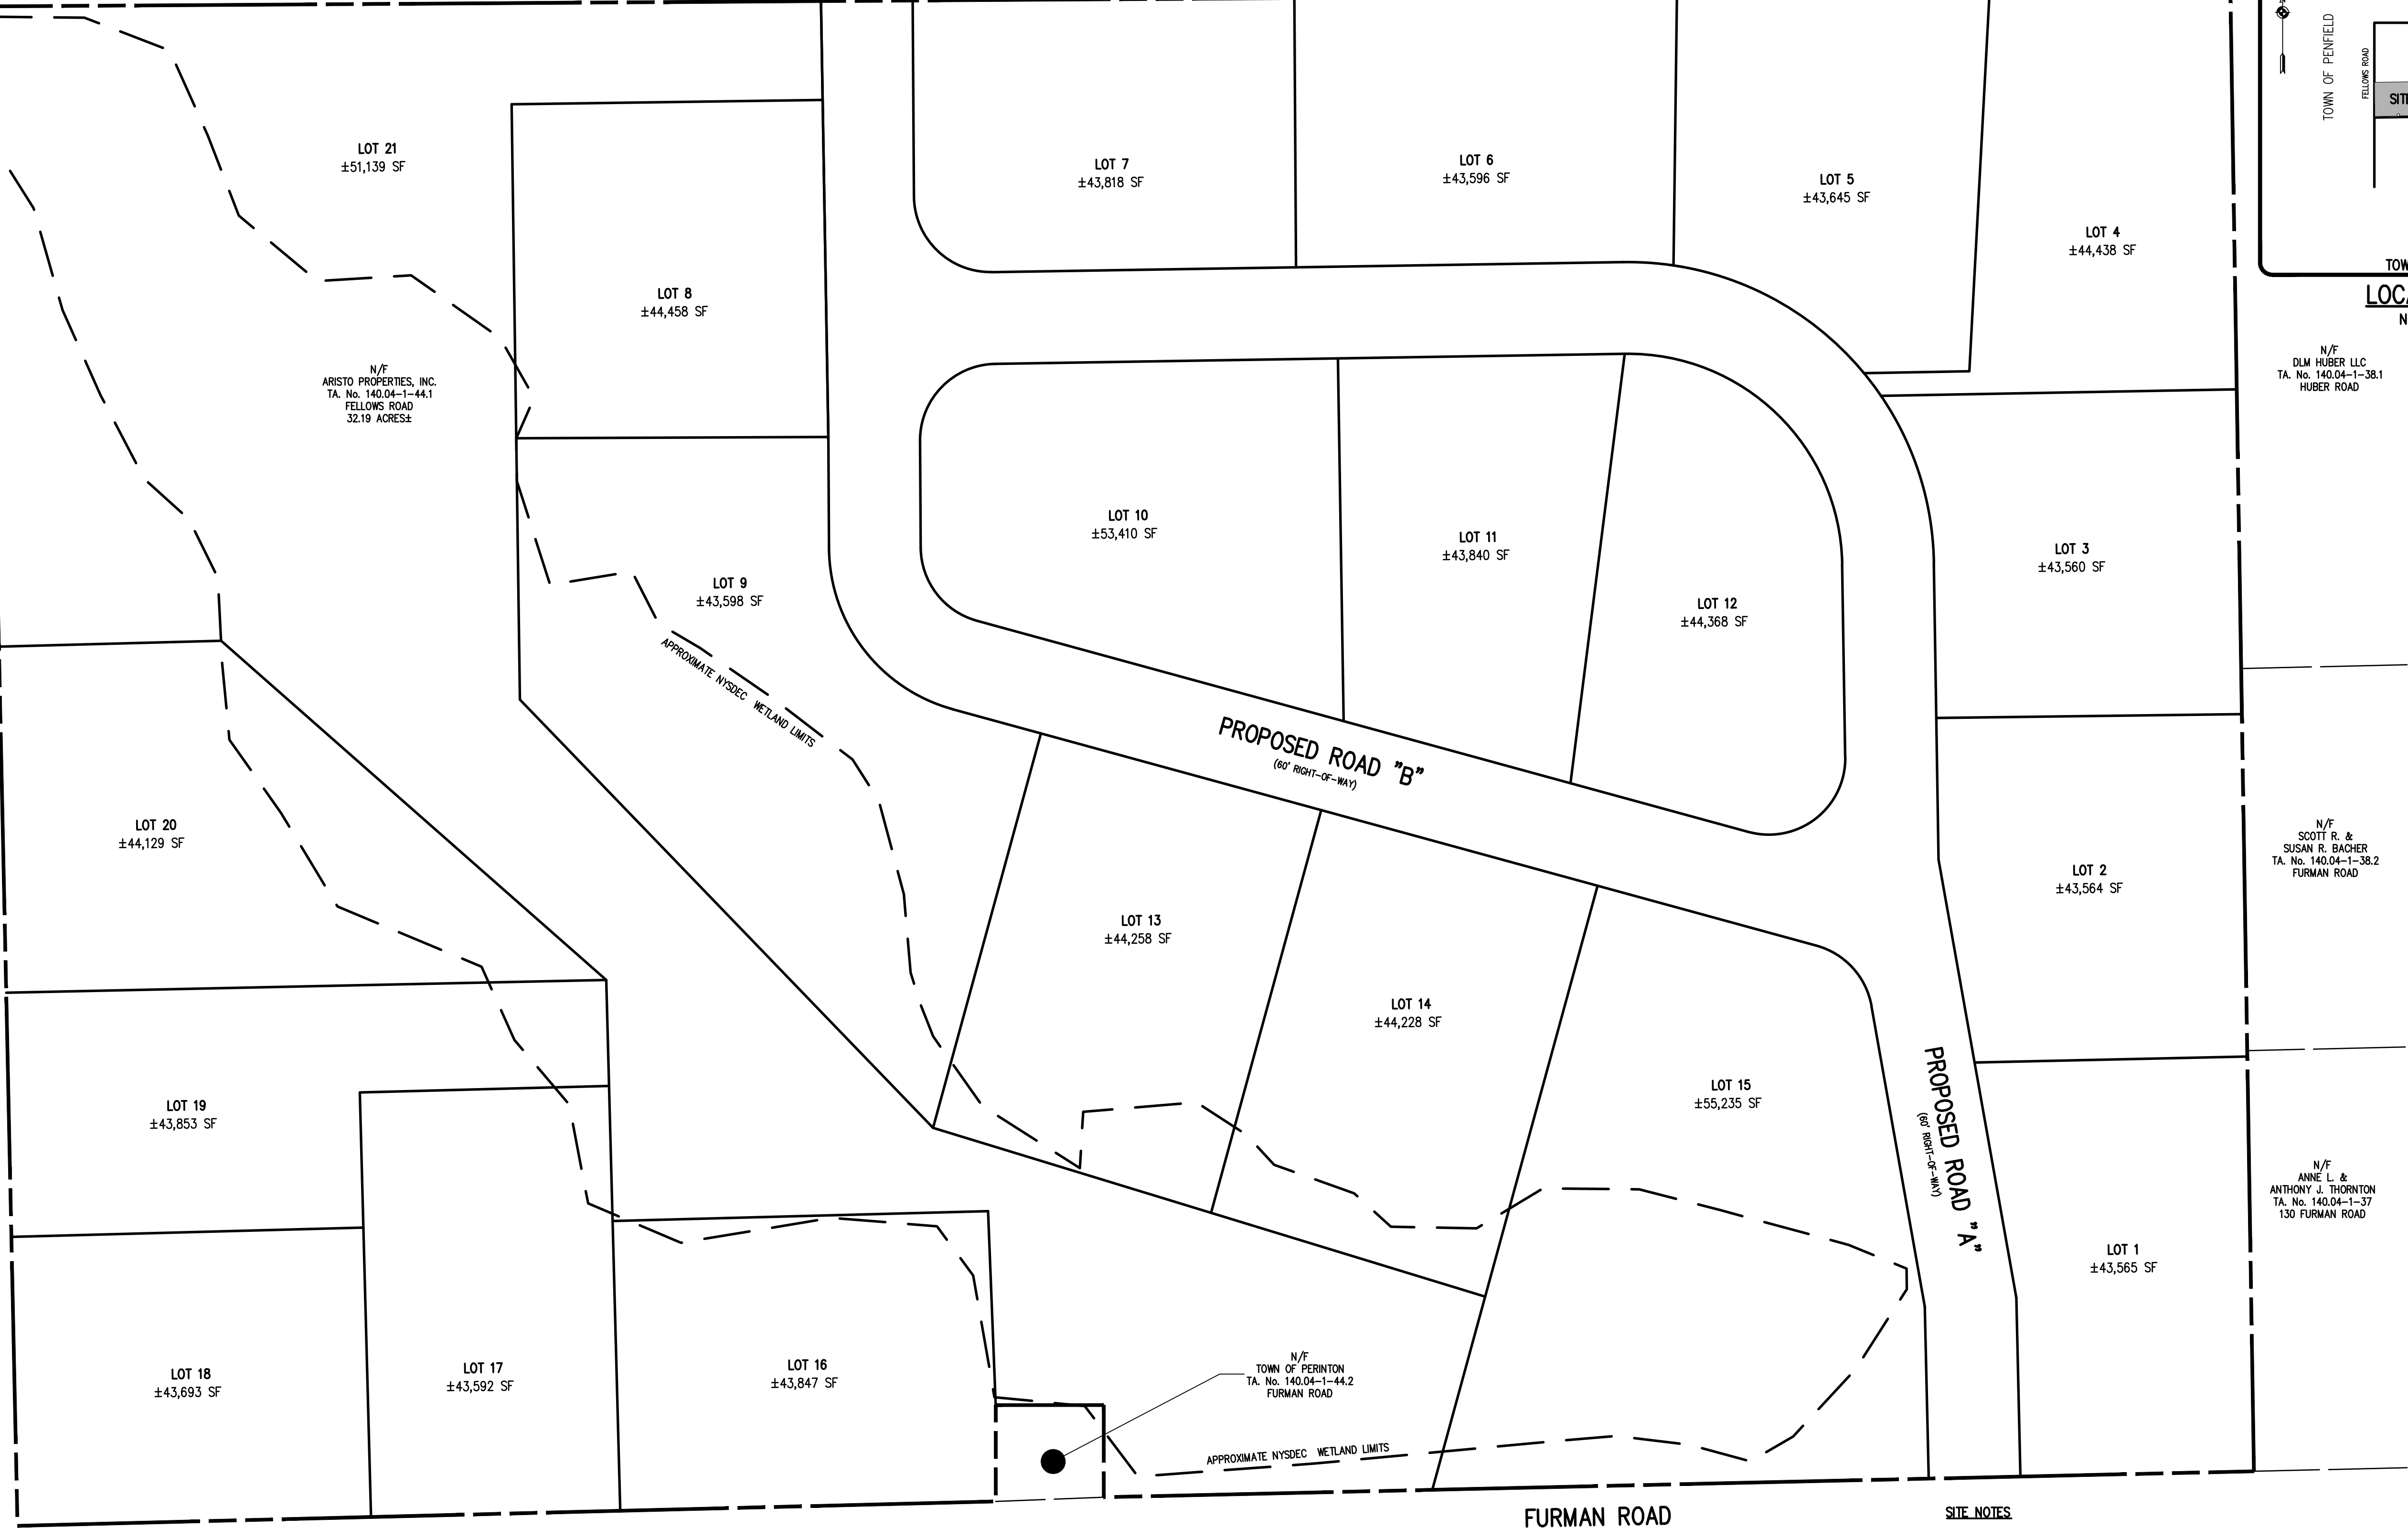 TOWN OF PENFIELD
FELLOWS ROAD
LOT 21
±51,139 SF
LOT 7
±43,818 SF
LOT 6
±43,596 SF
LOT 5
±43,645 SF
LOT 4
±44,438 SF
LOT 8
±44,458 SF
N/F
ARISTO PROPERTIES, INC.
TA. No. 140.04-1-44.1
FELLOWS ROAD
32.19 ACRES±
N/F
DLM HUBER LLC
TA. No. 140.04-1-38.1
HUBER ROAD
LOT 10
±53,410 SF
LOT 11
±43,840 SF
LOT 3
±43,560 SF
LOT 9
±43,598 SF
LOT 12
±44,368 SF
APPROXIMATE NYSDEC WETLAND LIMITS
PROPOSED ROAD "B"
(60' RIGHT-OF-WAY)
LOT 20
±44,129 SF
N/F
SCOTT R. &
SUSAN R. BACHER
TA. No. 140.04-1-38.2
FURMAN ROAD
LOT 2
±43,564 SF
LOT 13
±44,258 SF
LOT 14
±44,228 SF
LOT 15
±55,235 SF
PROPOSED ROAD "A"
(60' RIGHT-OF-WAY)
LOT 19
±43,853 SF
N/F
ANNE L. &
ANTHONY J. THORNTON
TA. No. 140.04-1-37
130 FURMAN ROAD
LOT 1
±43,565 SF
LOT 18
±43,693 SF
LOT 17
±43,592 SF
LOT 16
±43,847 SF
N/F
TOWN OF PERINTON
TA. No. 140.04-1-44.2
FURMAN ROAD
APPROXIMATE NYSDEC WETLAND LIMITS
FURMAN ROAD
SITE NOTES